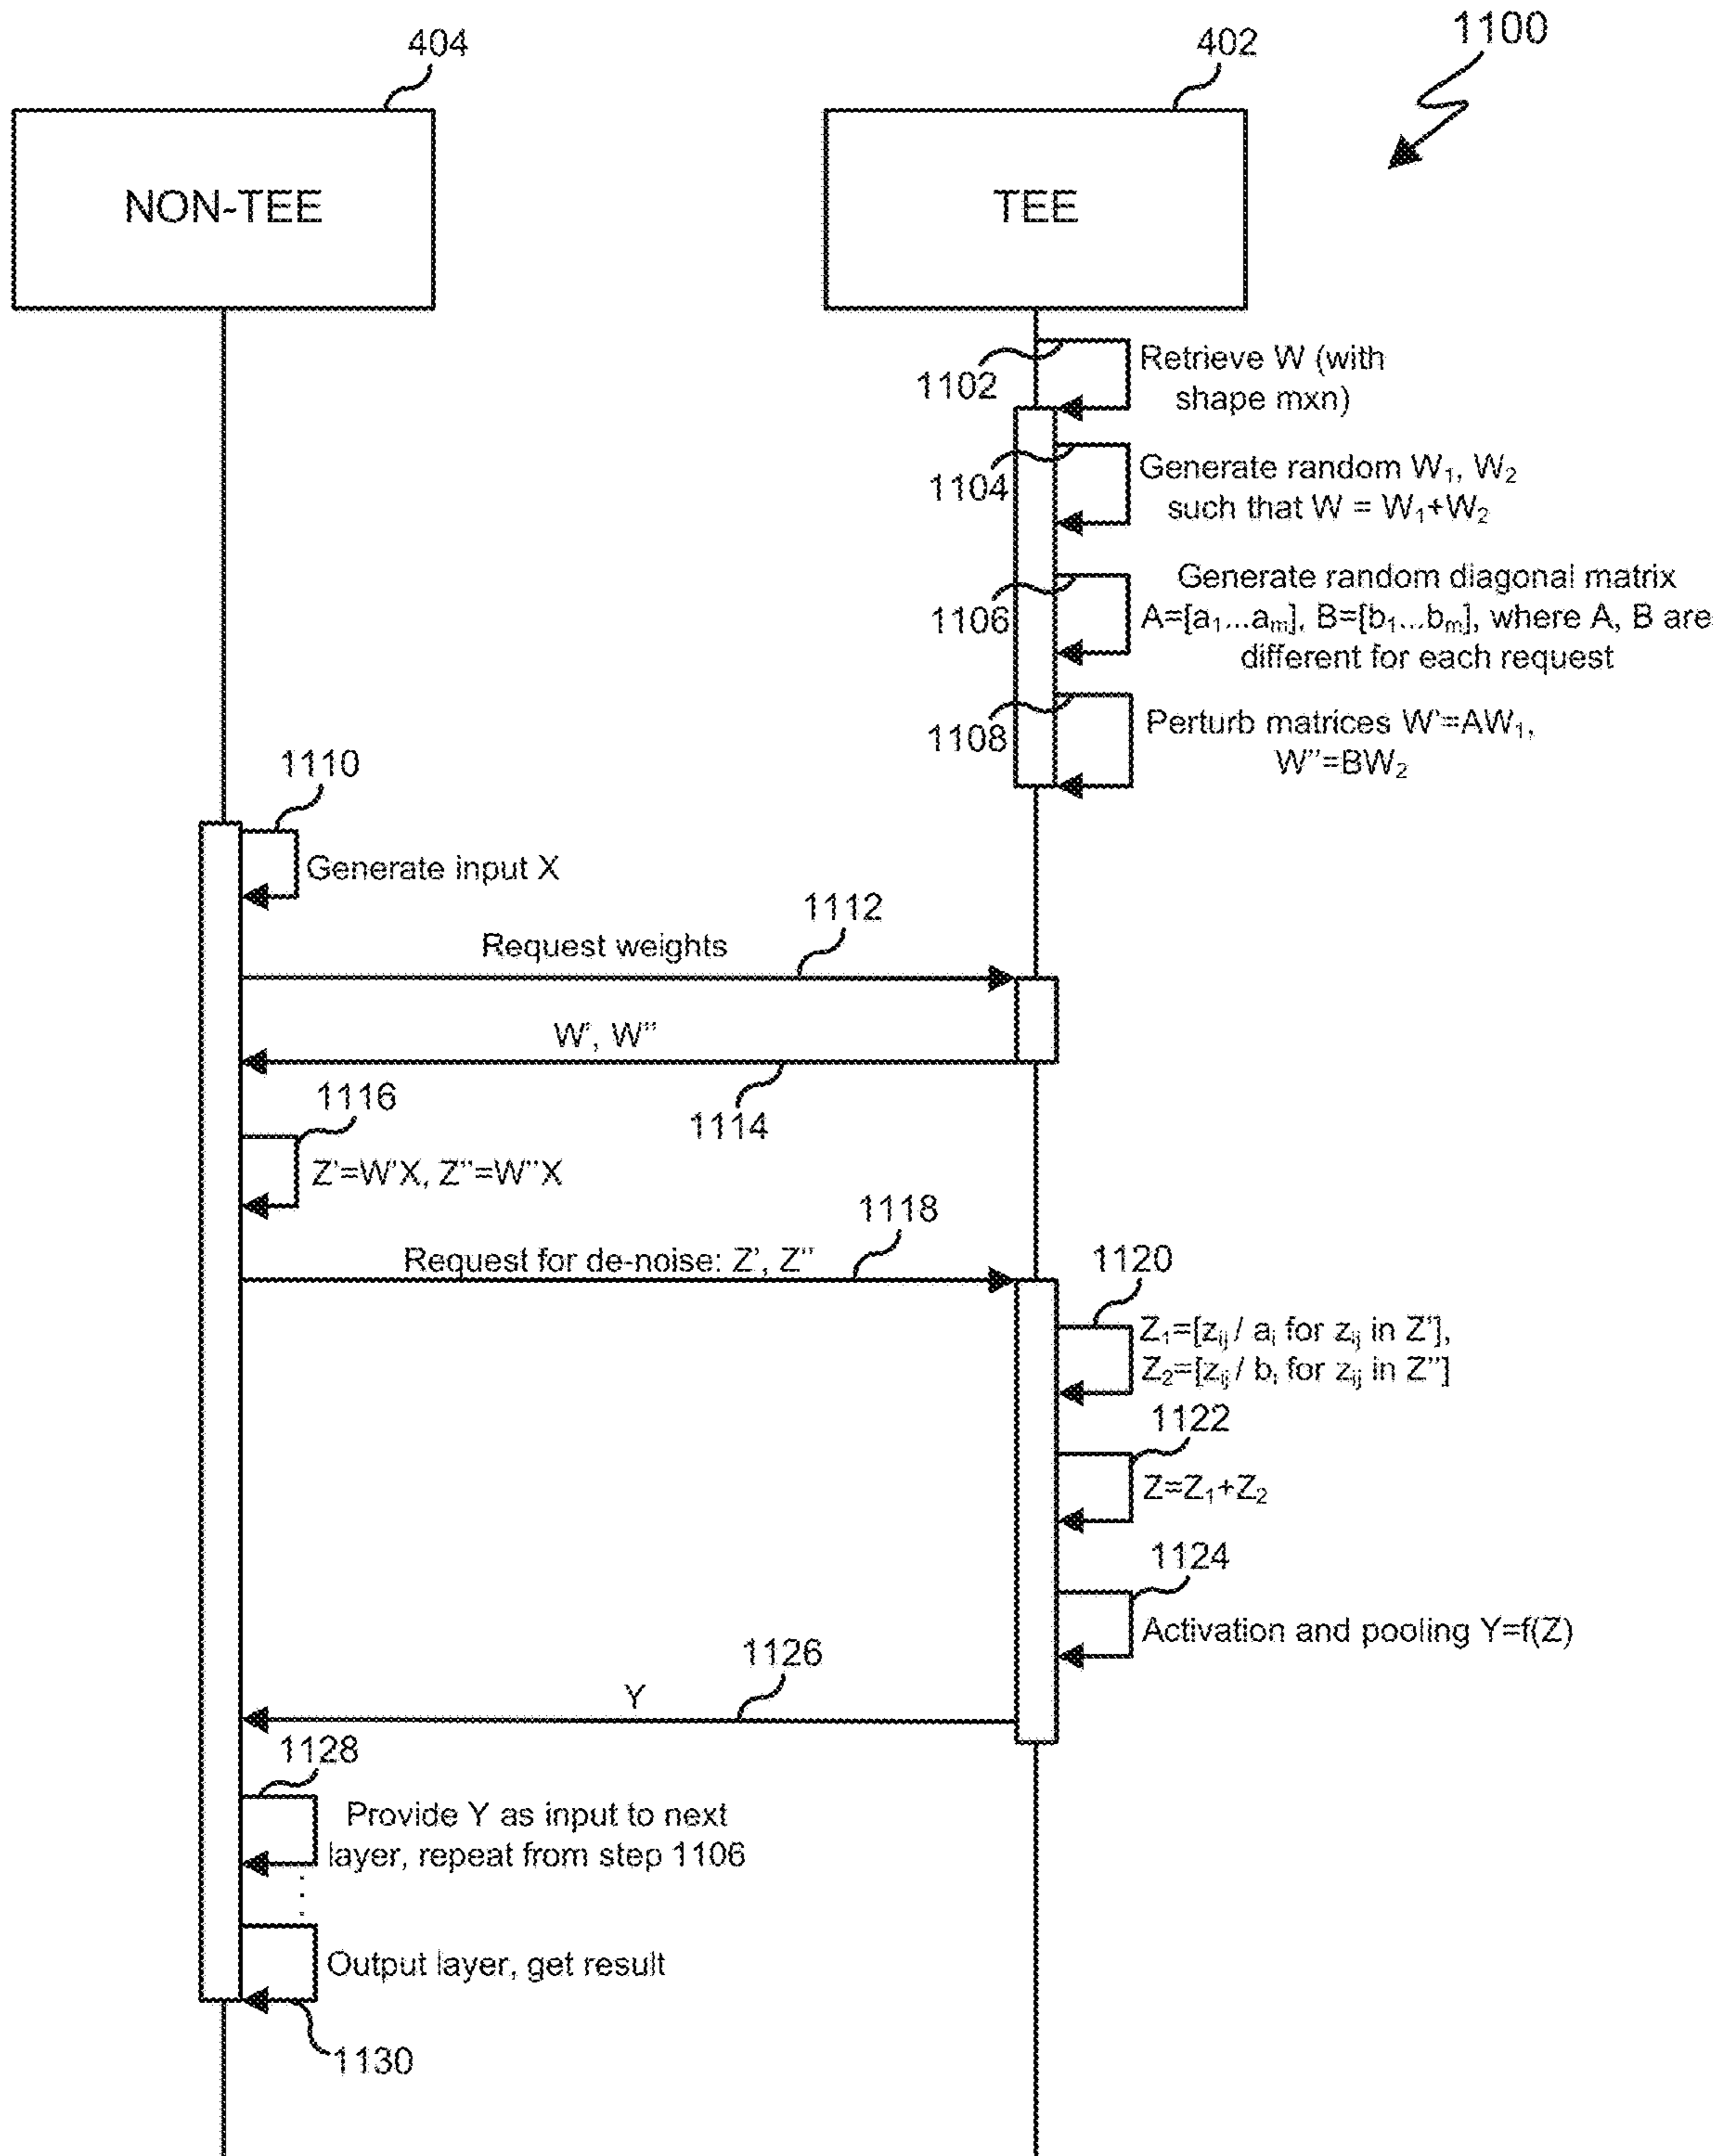 1100
404
402
NON-TEE
TEE
1102
Retrieve W (with
shape mxn)
1104
Generate random W₁, W₂
such that W = W₁+W₂
1106
Generate random diagonal matrix
A=[a₁...aₘ], B=[b₁...bₘ], where A, B are
different for each request
1108
Perturb matrices W'=AW₁,
W''=BW₂
1110
Generate input X
1112
Request weights
W', W''
1114
1116
Z'=W'X, Z''=W''X
1118
Request for de-noise: Z', Z''
1120
Z₁=[zᵢⱼ / aᵢ for zᵢⱼ in Z'],
Z₂=[zᵢⱼ / bᵢ for zᵢⱼ in Z'']
1122
Z=Z₁+Z₂
1124
Activation and pooling Y=f(Z)
1126
Y
1128
Provide Y as input to next
layer, repeat from step 1106
Output layer, get result
1130